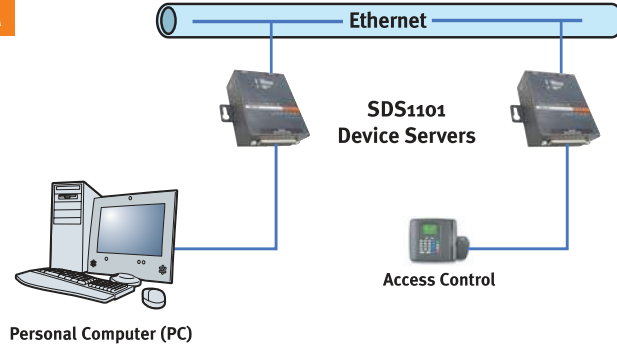 Ethernet
SDS1101
Device Servers
Access Control
Personal Computer (PC)